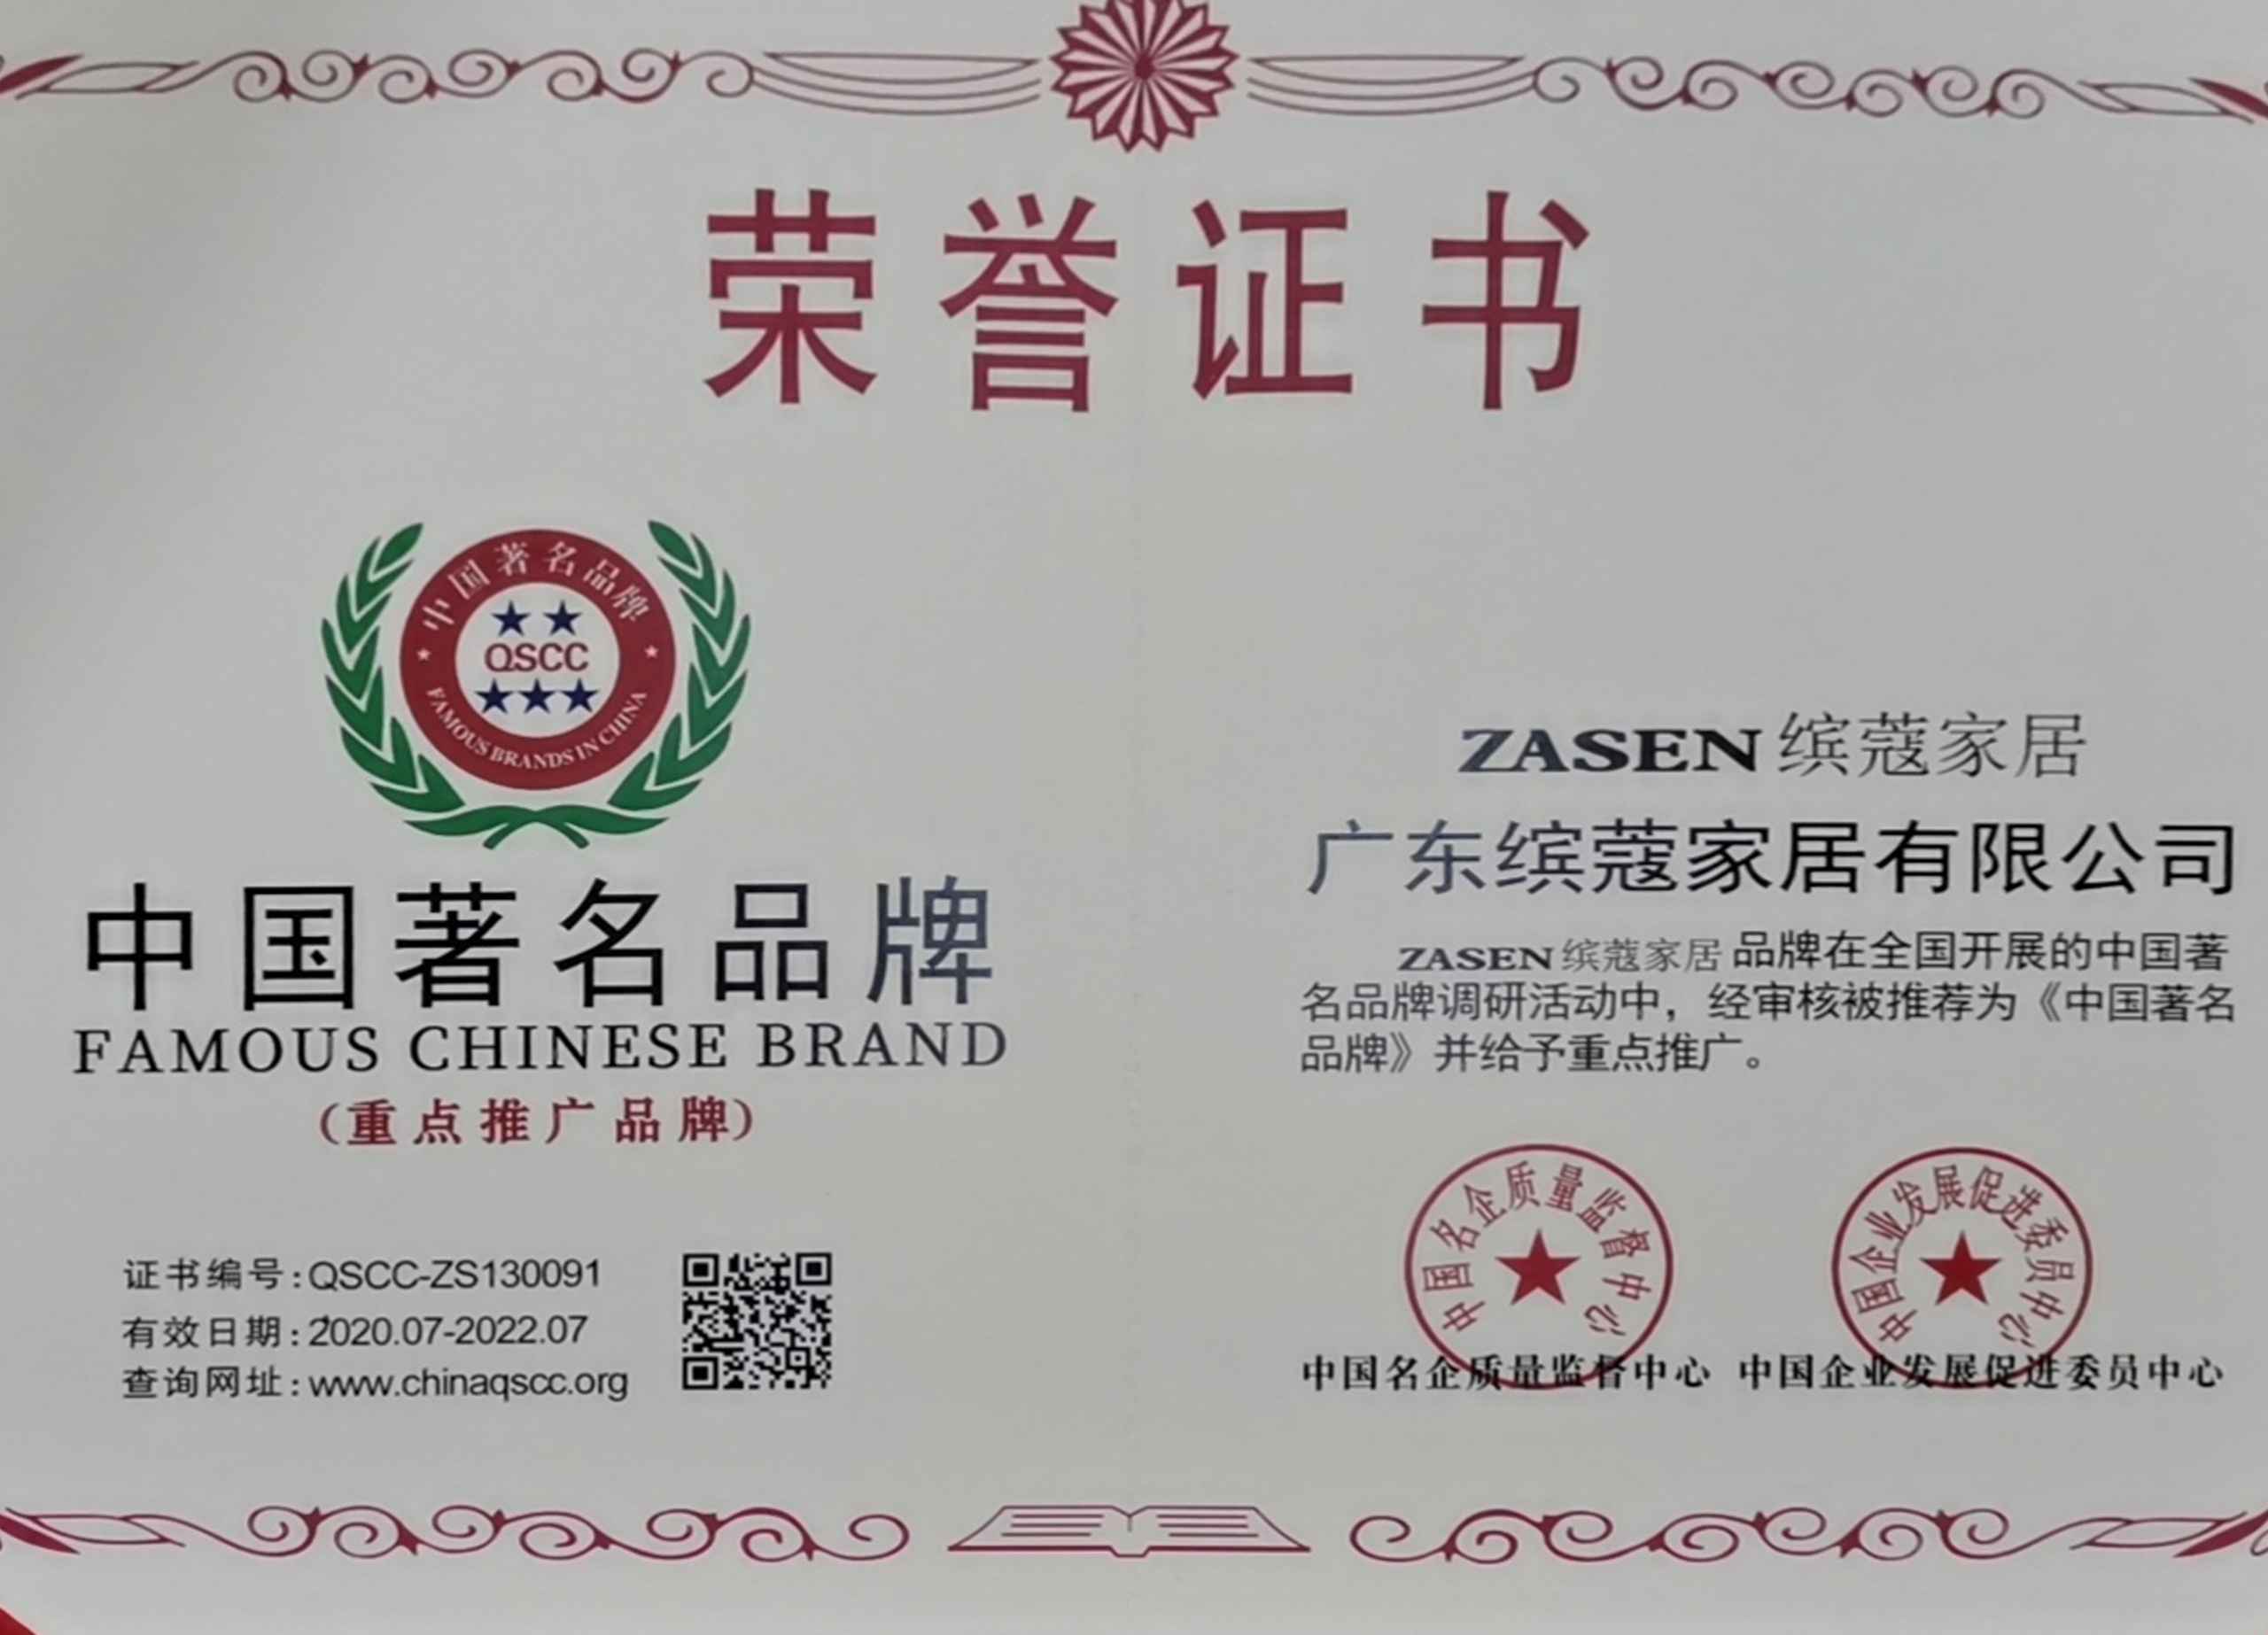 荣誉证书
中国著名品牌
QSCC
FAMOUS BRANDS IN CHINA
中国著名品牌
FAMOUS CHINESE BRAND
(重点推广品牌)
证书编号:QSCC-ZS130091
有效日期:2020.07-2022.07
查询网址:www.chinaqscc.org
ZASEN 缤蔻家居
广东缤蔻家居有限公司
ZASEN 缤蔻家居 品牌在全国开展的中国著
名品牌调研活动中，经审核被推荐为《中国著名
品牌》并给予重点推广。
中国名企质量监督中心
中国企业发展促进委员中心
中国名企质量监督中心 中国企业发展促进委员中心